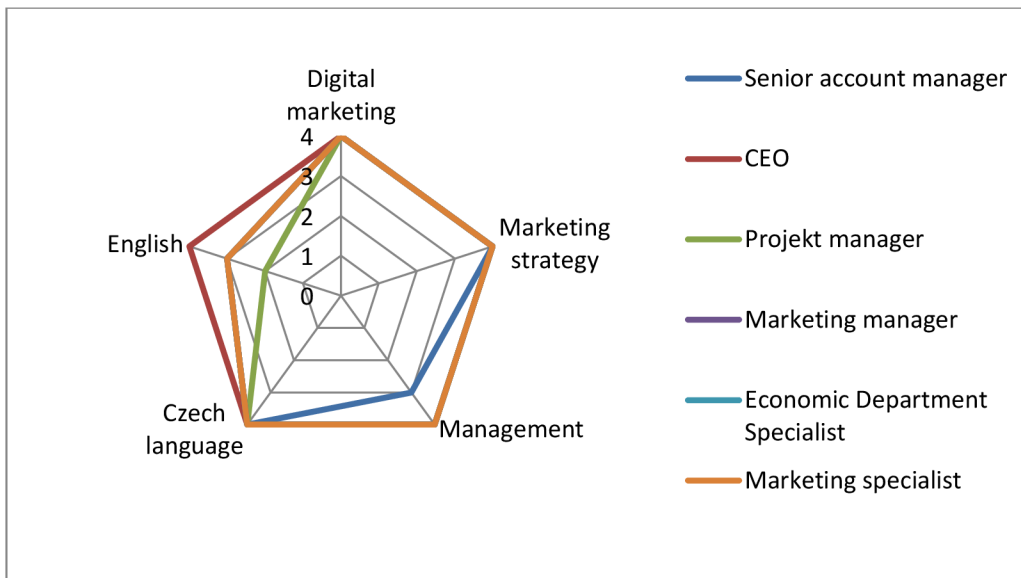 Digital
marketing
4
3
2
1
0
English
Marketing
strategy
Czech
language
Management
Senior account manager
CEO
Projekt manager
Marketing manager
Economic Department
Specialist
Marketing specialist